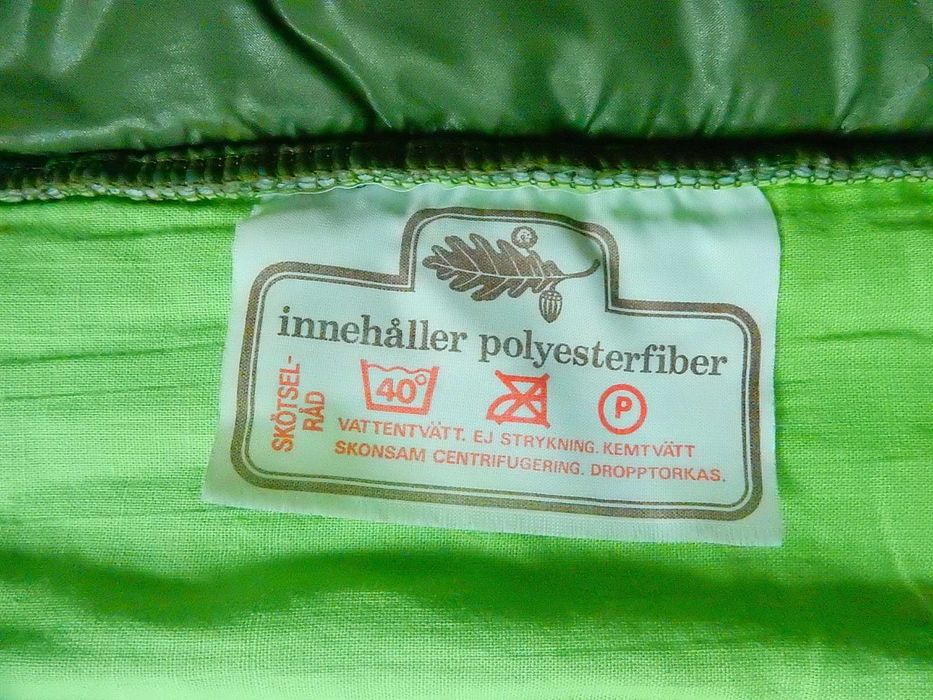 innehåller polyesterfiber
SKÖTSEL-
RÅD
40°
P
VATTENTVÄTT. EJ STRYKNING. KEMTVÄTT
SKONSAM CENTRIFUGERING. DROPPTORKAS.